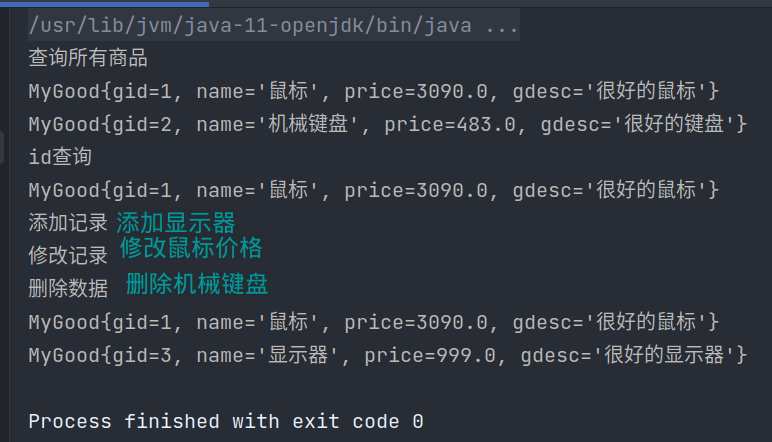 /usr/lib/jvm/java-11-openjdk/bin/java ...
查询所有商品
MyGood{gid=1, name='鼠标', price=3090.0, gdesc='很好的鼠标'}
MyGood{gid=2, name='机械键盘', price=483.0, gdesc='很好的键盘'}
id查询
MyGood{gid=1, name='鼠标', price=3090.0, gdesc='很好的鼠标'}
添加记录 添加显示器
修改记录 修改鼠标价格
删除数据 删除机械键盘
MyGood{gid=1, name='鼠标', price=3090.0, gdesc='很好的鼠标'}
MyGood{gid=3, name='显示器', price=999.0, gdesc='很好的显示器'}
Process finished with exit code 0